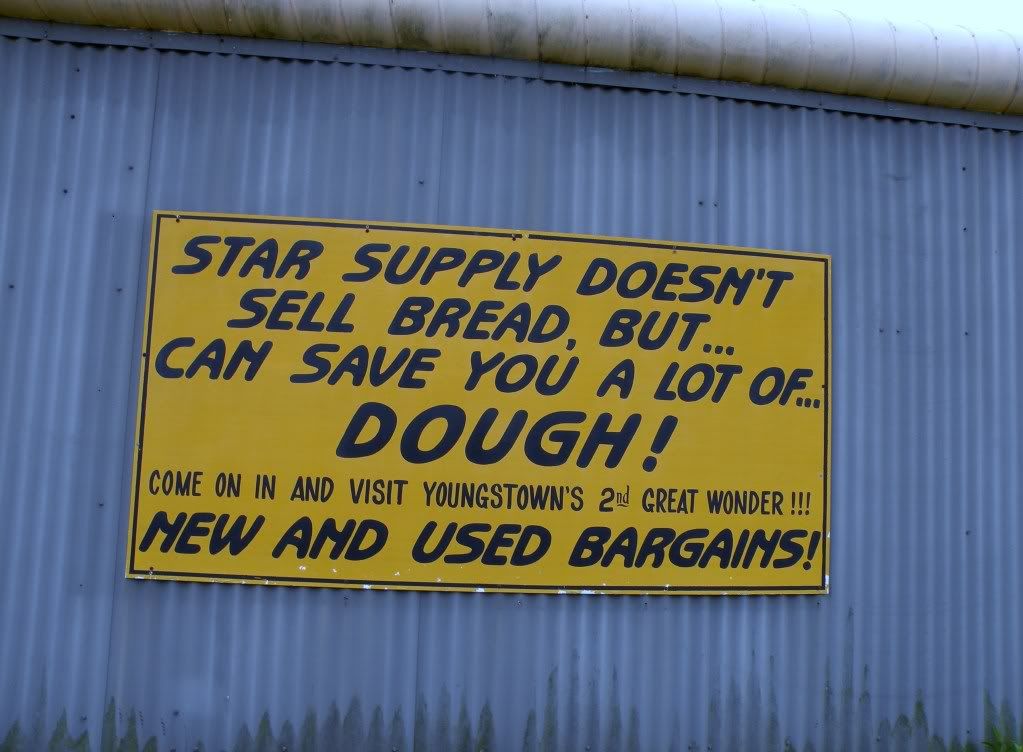 STAR SUPPLY DOESN'T
SELL BREAD, BUT...
CAN SAVE YOU A LOT OF...
DOUGH!
COME ON IN AND VISIT YOUNGSTOWN'S 2nd GREAT WONDER!!!
NEW AND USED BARGAINS!